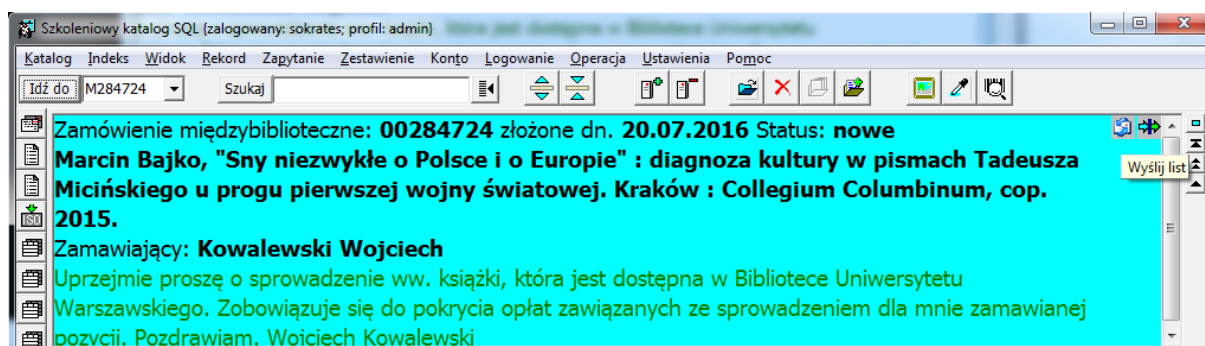 Szkoleniowy katalog SQL (zalogowany: sokrates; profil: admin)
Katalog Indeks Widok Rekord Zapytanie Zestawienie Konto Logowanie Operacja Ustawienia Pomoc
Idź do M284724 Szukaj
Zamówienie międzybiblioteczne: 00284724 złożone dn. 20.07.2016 Status: nowe
Marcin Bajko, "Sny niezwykłe o Polsce i o Europie" : diagnoza kultury w pismach Tadeusza
Wyślij list
Micińskiego u progu pierwszej wojny światowej. Kraków : Collegium Columbinum, cop.
ISO
2015.
Zamawiający: Kowalewski Wojciech
Uprzejmie proszę o sprowadzenie ww. książki, która jest dostępna w Bibliotece Uniwersytetu
Warszawskiego. Zobowiązuje się do pokrycia opłat zawiązanych ze sprowadzeniem dla mnie zamawianej
pozycji. Pozdrawiam. Wojciech Kowalewski